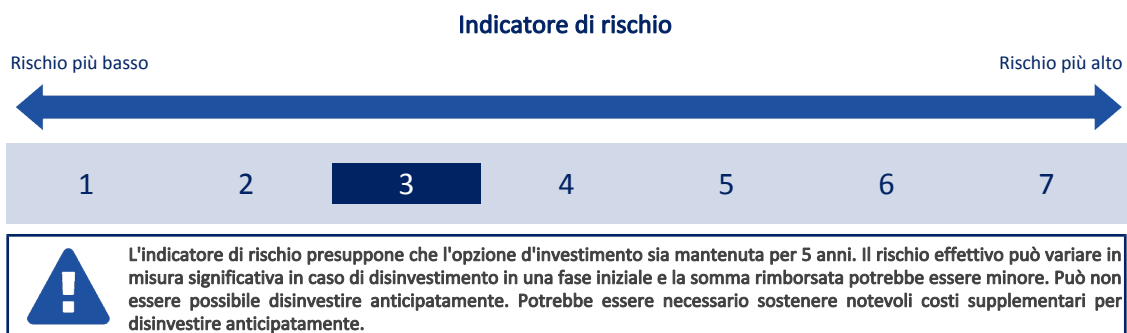 Indicatore di rischio
Rischio più basso
Rischio più alto
1 2 3 4 5 6 7
L'indicatore di rischio presuppone che l'opzione d'investimento sia mantenuta per 5 anni. Il rischio effettivo può variare in
misura significativa in caso di disinvestimento in una fase iniziale e la somma rimborsata potrebbe essere minore. Può non
essere possibile disinvestire anticipatamente. Potrebbe essere necessario sostenere notevoli costi supplementari per
disinvestire anticipatamente.